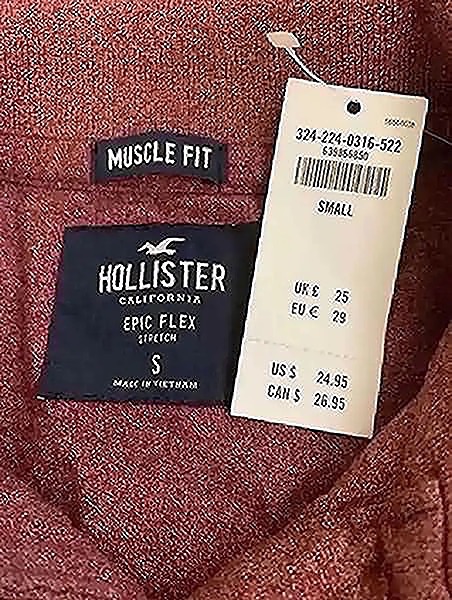 MUSCLE FIT
HOLLISTER
CALIFORNIA
EPIC FLEX
STRETCH
S
MADE IN VIETNAM
324-224-0316-522
SMALL
UK £ 25
EU € 29
US $ 24.95
CAN $ 26.95